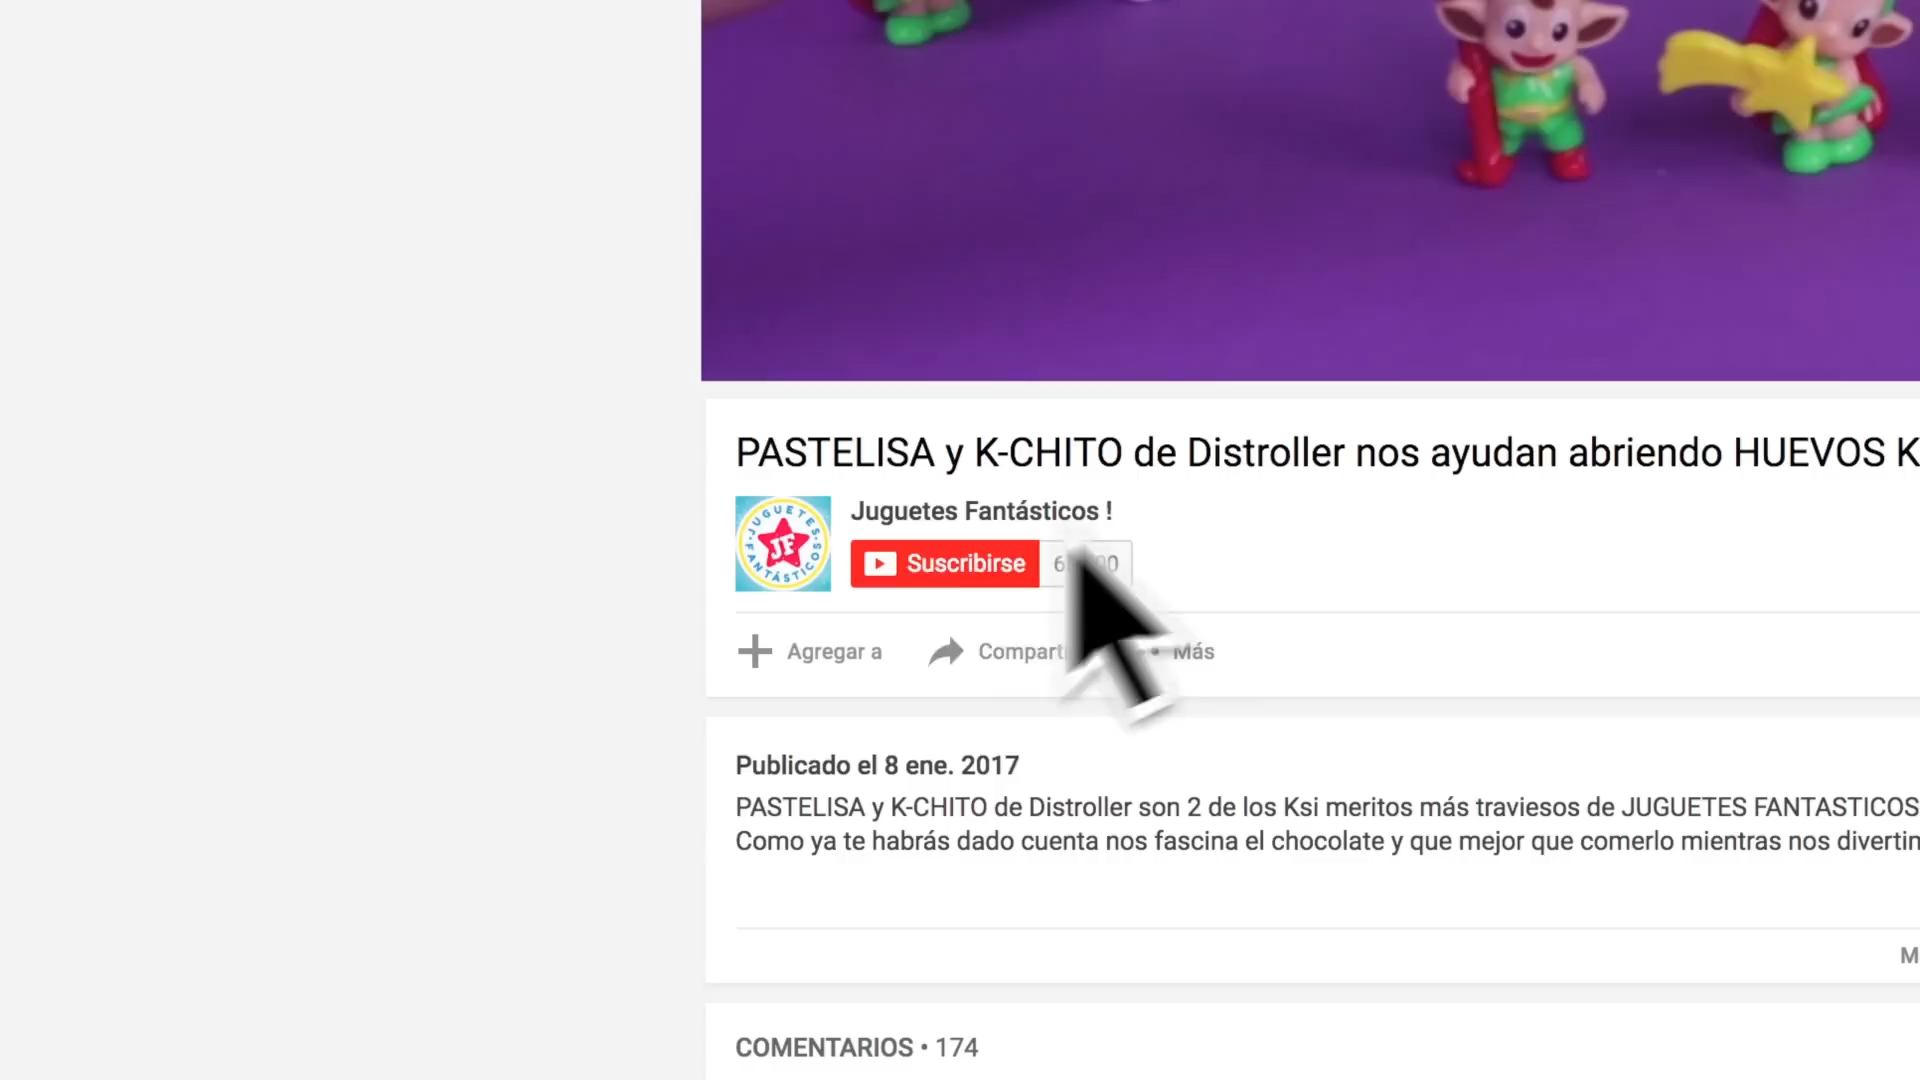 PASTELISA y K-CHITO de Distroller nos ayudan abriendo HUEVOS K
JUGUETES
JF
FANTÁSTICOS
Juguetes Fantásticos !
Suscribirse
Agregar a
Más
Publicado el 8 ene. 2017
PASTELISA y K-CHITO de Distroller son 2 de los Ksi meritos más traviesos de JUGUETES FANTASTICOS
Como ya te habrás dado cuenta nos fascina el chocolate y que mejor que comerlo mientras nos divertin
COMENTARIOS • 174